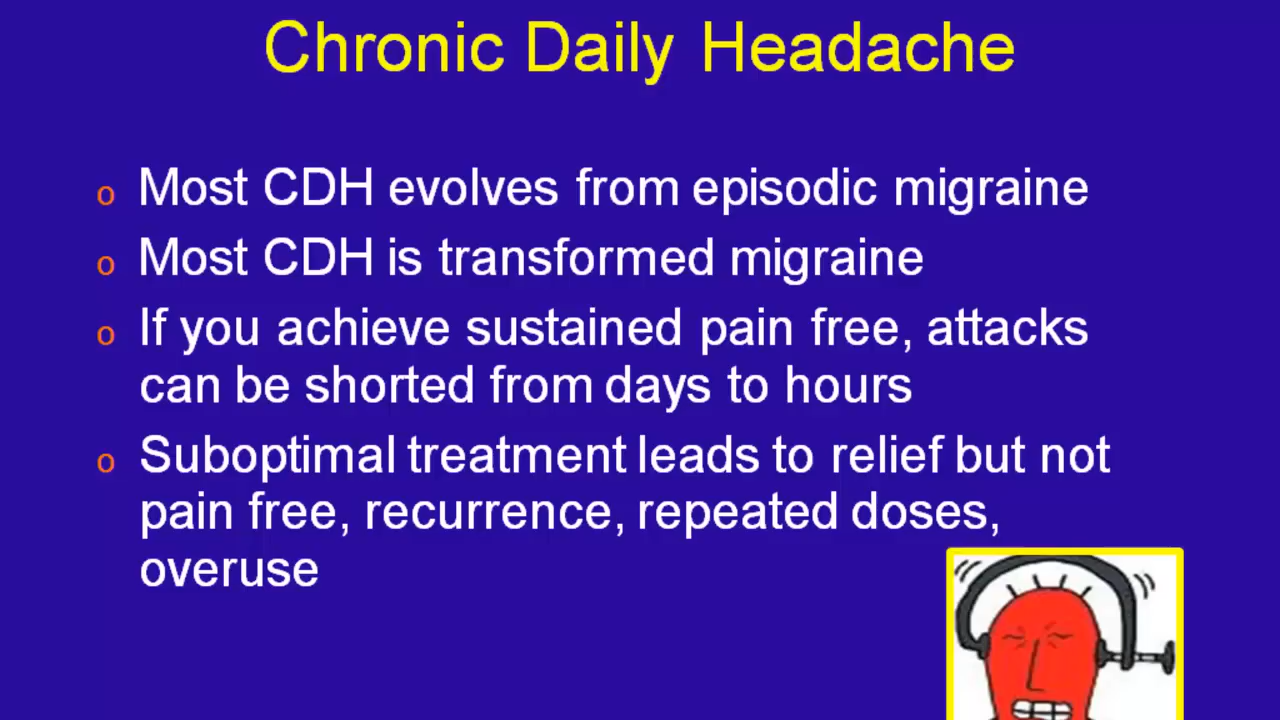 Chronic Daily Headache
o Most CDH evolves from episodic migraine
o Most CDH is transformed migraine
o If you achieve sustained pain free, attacks
can be shorted from days to hours
o Suboptimal treatment leads to relief but not
pain free, recurrence, repeated doses,
overuse